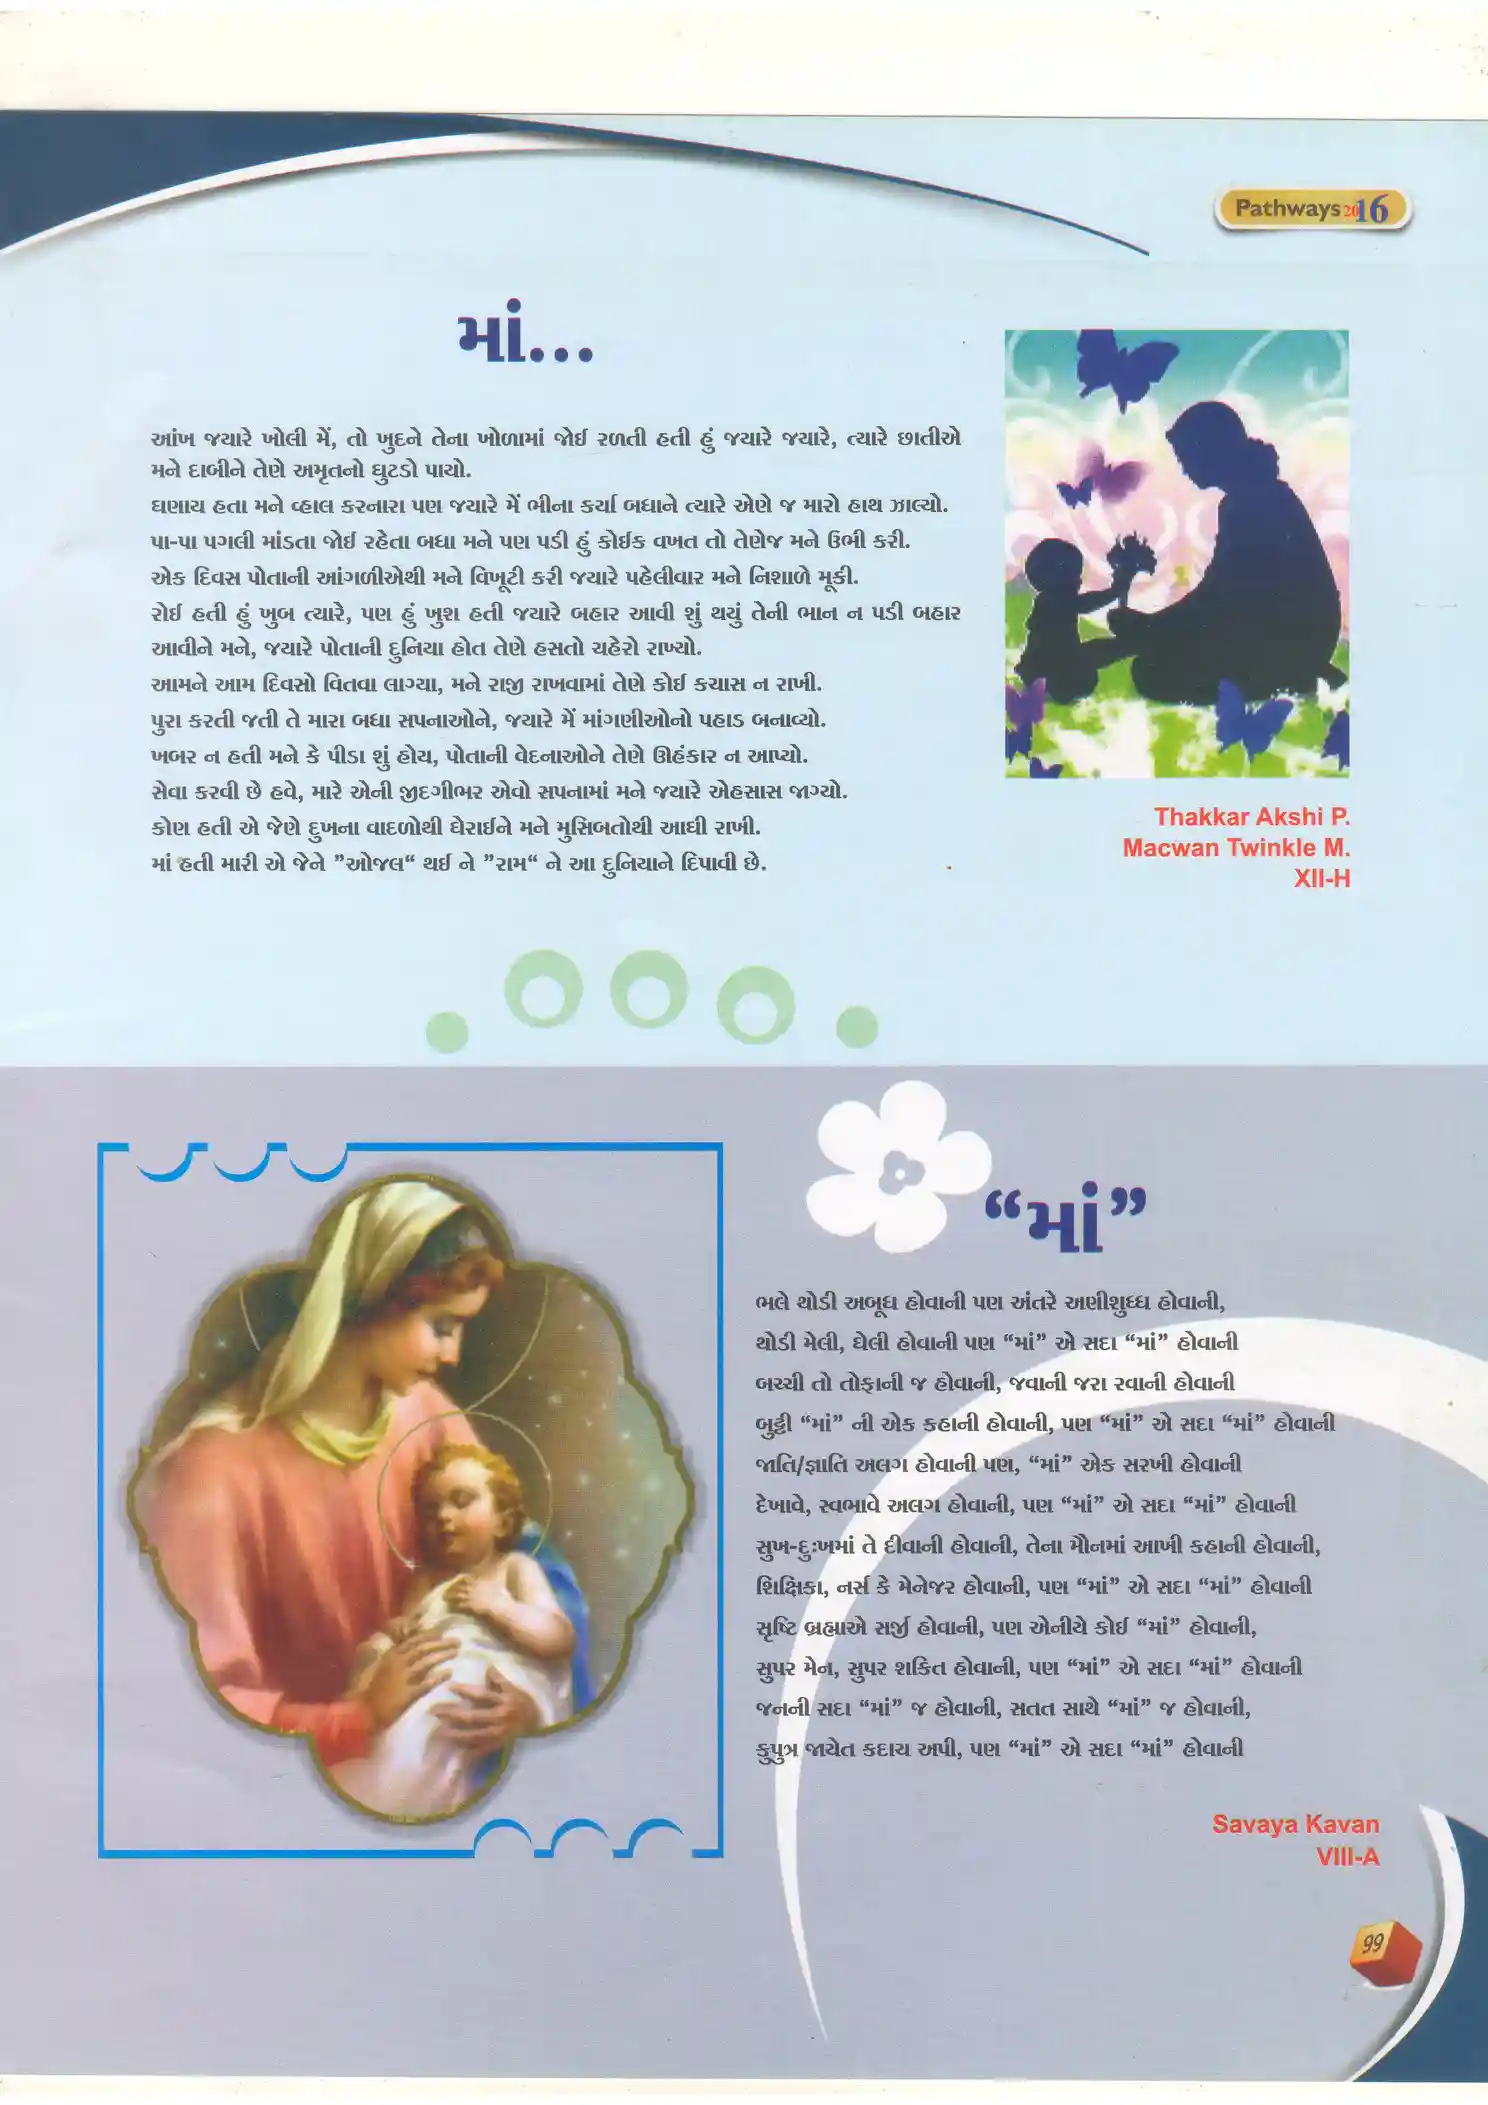 Pathways 2016
માં...
આંખ જયારે ખોલી મેં, તો ખુદને તેના ખોળામાં જોઈ રળતી હતી હું જયારે જયારે, ત્યારે છાતીએ
મને દાબીને તેણે અમૃતનો ઘુટડો પાયો.
ઘણાય હતા મને વ્હાલ કરનારા પણ જયારે મેં ભીના કર્યા બધાને ત્યારે એણે જ મારો હાથ ઝાલ્યો.
પા-પા પગલી માંડતા જોઈ રહેતા બધા મને પણ પડી હું કોઈક વખત તો તેણેજ મને ઉભી કરી.
એક દિવસ પોતાની આંગળીએથી મને વિખૂટી કરી જયારે પહેલીવાર મને નિશાળે મૂકી.
રોઈ હતી હું ખુબ ત્યારે, પણ હું ખુશ હતી જયારે બહાર આવી શું થયું તેની ભાન ન પડી બહાર
આવીને મને, જયારે પોતાની દુનિયા હોત તેણે હસતો ચહેરો રાખ્યો.
આમને આમ દિવસો વિતવા લાગ્યા, મને રાજી રાખવામાં તેણે કોઈ કચાસ ન રાખી.
પુરા કરતી જતી તે મારા બધા સપનાઓને, જયારે મેં માંગણીઓનો પહાડ બનાવ્યો.
ખબર ન હતી મને કે પીડા શું હોય, પોતાની વેદનાઓને તેણે ઊહંકાર ન આપ્યો.
સેવા કરવી છે હવે, મારે એની જીદગીભર એવો સપનામાં મને જયારે એહસાસ જાગ્યો.
કોણ હતી એ જેણે દુખના વાદળોથી ઘેરાઈને મને મુસિબતોથી આઘી રાખી.
માં હતી મારી એ જેને ”ઓજલ“ થઈ ને ”રામ“ ને આ દુનિયાને દિપાવી છે.
Thakkar Akshi P.
Macwan Twinkle M.
XII-H
“માં”
ભલે થોડી અબૂધ હોવાની પણ અંતરે અણીશુધ્ધ હોવાની,
થોડી મેલી, ઘેલી હોવાની પણ “માં” એ સદા “માં” હોવાની
બચ્ચી તો તોફાની જ હોવાની, જવાની જરા રવાની હોવાની
બુઢ્ઢી “માં” ની એક કહાની હોવાની, પણ “માં” એ સદા “માં” હોવાની
જાતિ/જ્ઞાતિ અલગ હોવાની પણ, “માં” એક સરખી હોવાની
દેખાવે, સ્વભાવે અલગ હોવાની, પણ “માં” એ સદા “માં” હોવાની
સુખ-દુઃખમાં તે દીવાની હોવાની, તેના મૌનમાં આખી કહાની હોવાની,
શિક્ષિકા, નર્સ કે મેનેજર હોવાની, પણ “માં” એ સદા “માં” હોવાની
સૃષ્ટિ બ્રહ્માએ સર્જી હોવાની, પણ એનીયે કોઈ “માં” હોવાની,
સુપર મેન, સુપર શકિત હોવાની, પણ “માં” એ સદા “માં” હોવાની
જનની સદા “માં” જ હોવાની, સતત સાથે “માં” જ હોવાની,
કુપુત્ર જાયેત કદાચ અપી, પણ “માં” એ સદા “માં” હોવાની
Savaya Kavan
VIII-A
99